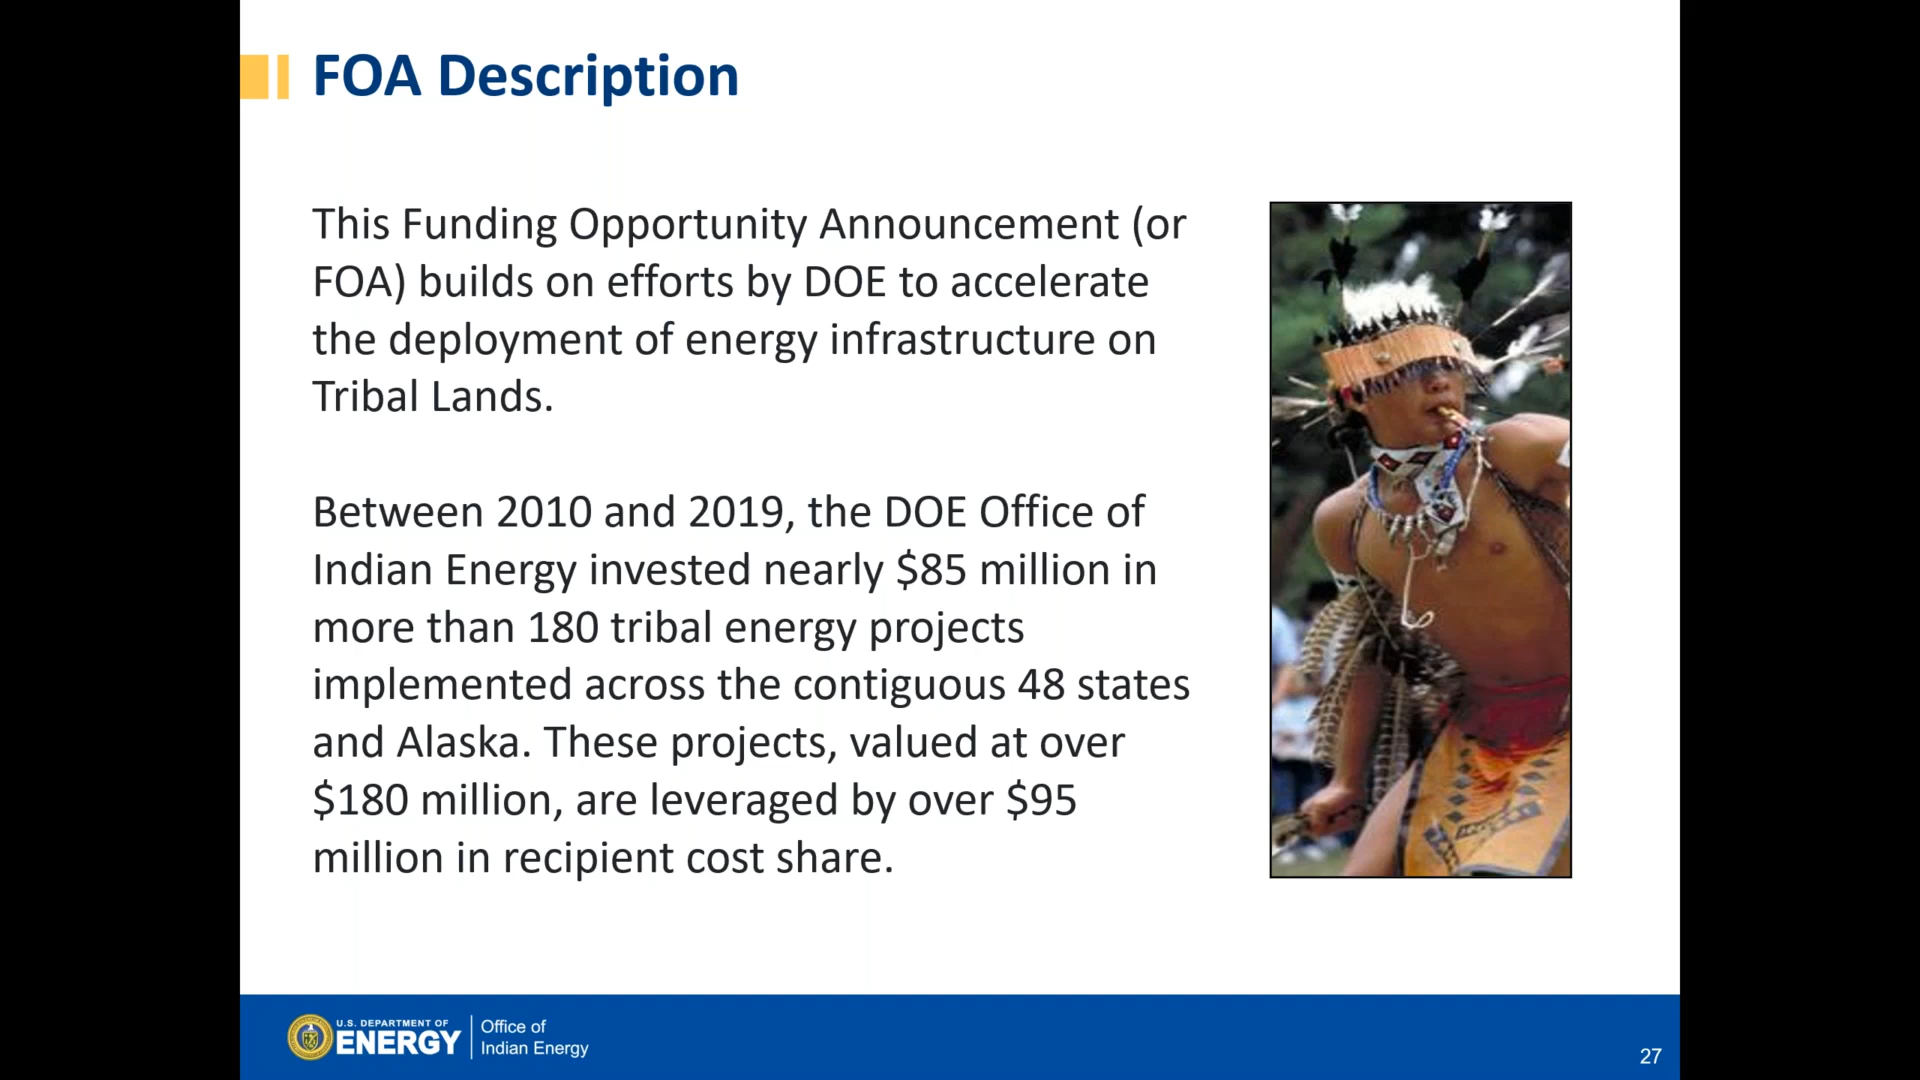 FOA Description
This Funding Opportunity Announcement (or
FOA) builds on efforts by DOE to accelerate
the deployment of energy infrastructure on
Tribal Lands.
Between 2010 and 2019, the DOE Office of
Indian Energy invested nearly $85 million in
more than 180 tribal energy projects
implemented across the contiguous 48 states
and Alaska. These projects, valued at over
$180 million, are leveraged by over $95
million in recipient cost share.
U.S. DEPARTMENT OF
ENERGY
Office of
Indian Energy
27